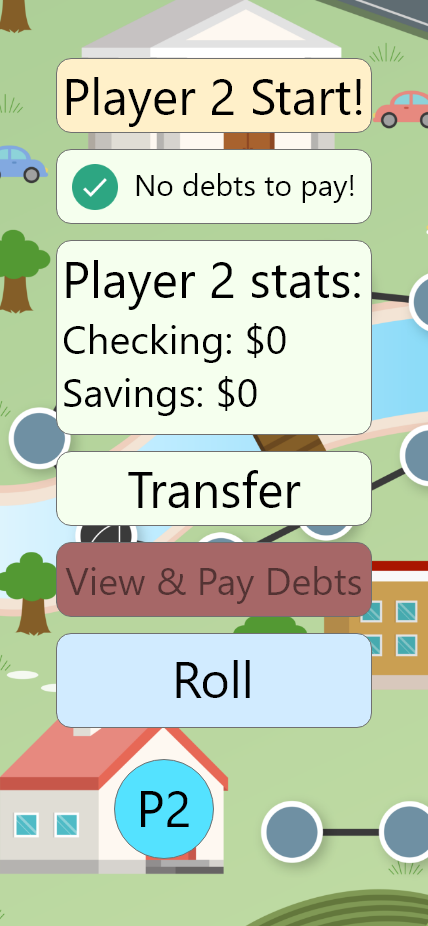 Player 2 Start!
No debts to pay!
Player 2 stats:
Checking: $0
Savings: $0
Transfer
View & Pay Debts
Roll
P2